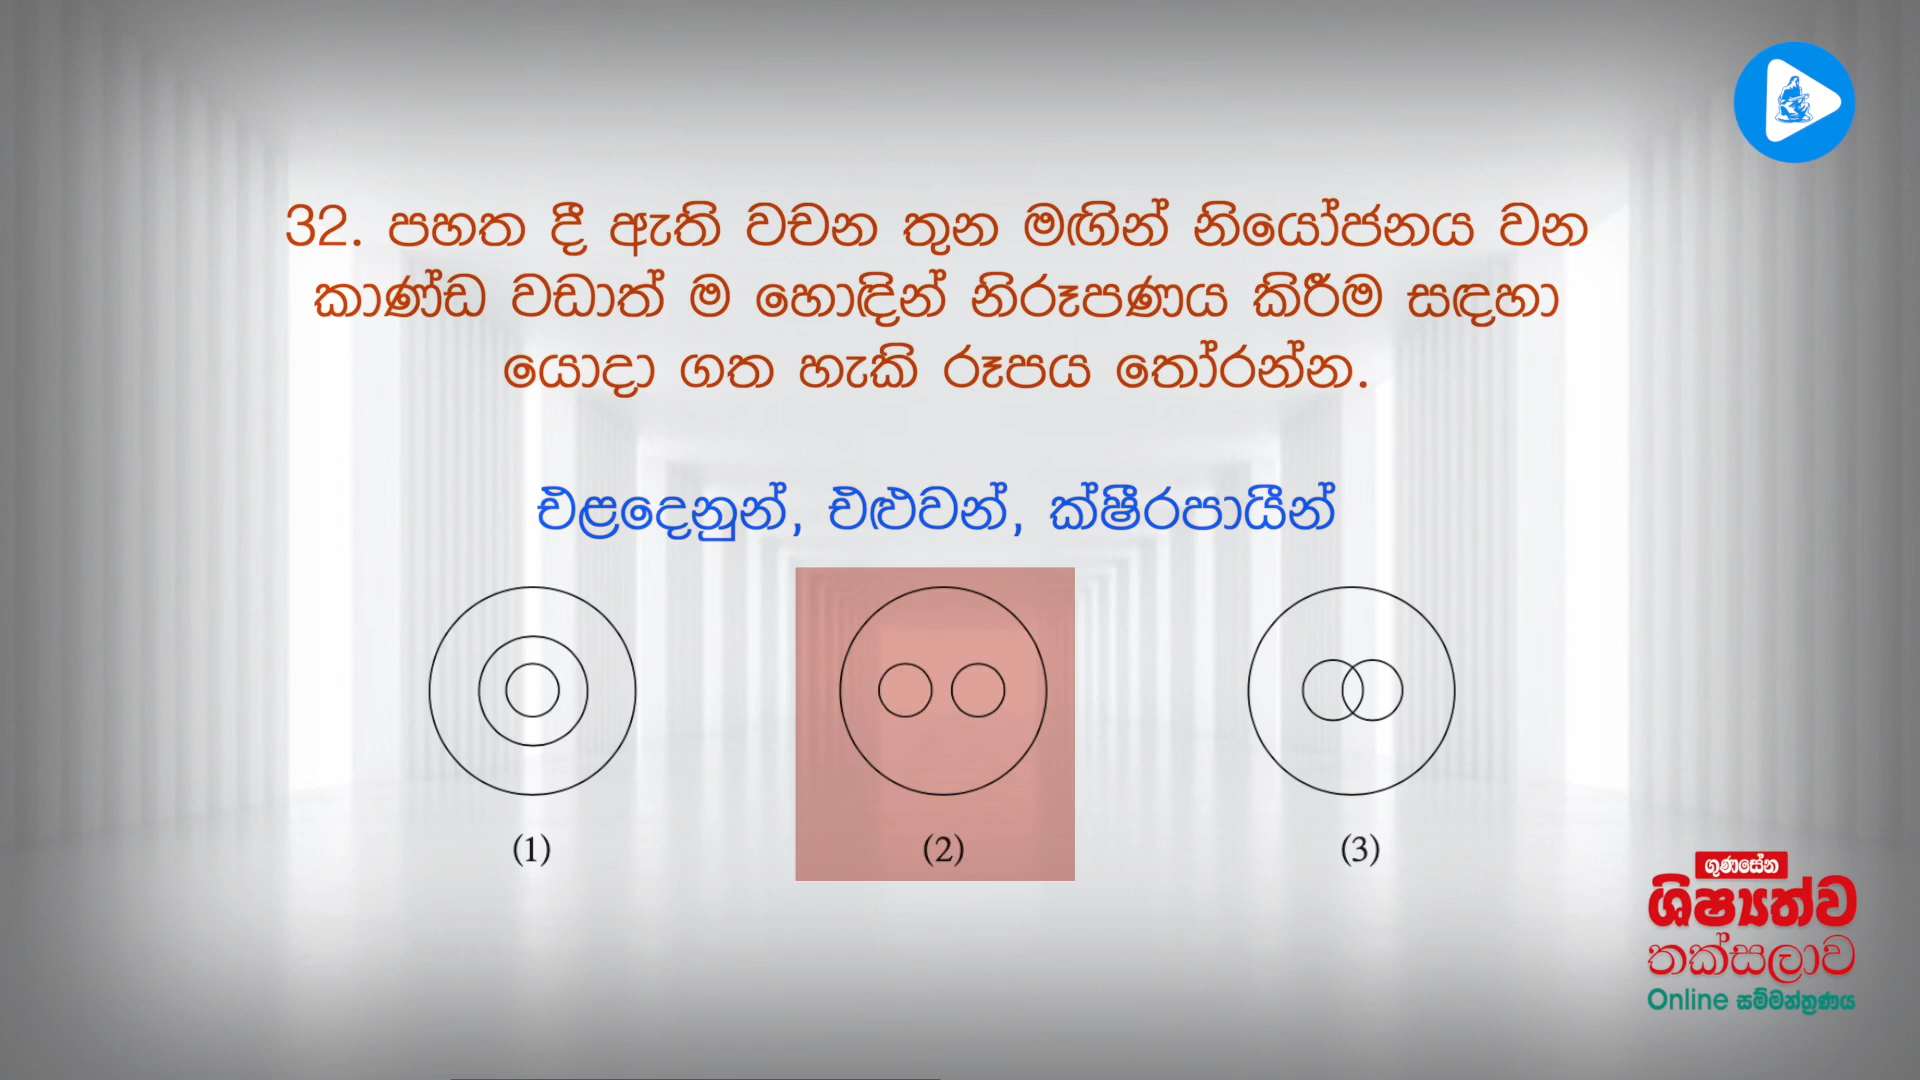 32. පහත දී ඇති වචන තුන මඟින් නියෝජනය වන
කාණ්ඩ වඩාත් ම හොඳින් නිරූපණය කිරීම සඳහා
යොදා ගත හැකි රූපය තෝරන්න.
එළදෙනුන්, එළුවන්, ක්ෂීරපායීන්
(1)
(2)
(3)
ගුණසේන
ශිෂ්‍යත්ව
තක්සලාව
Online සම්මන්ත්‍රණය